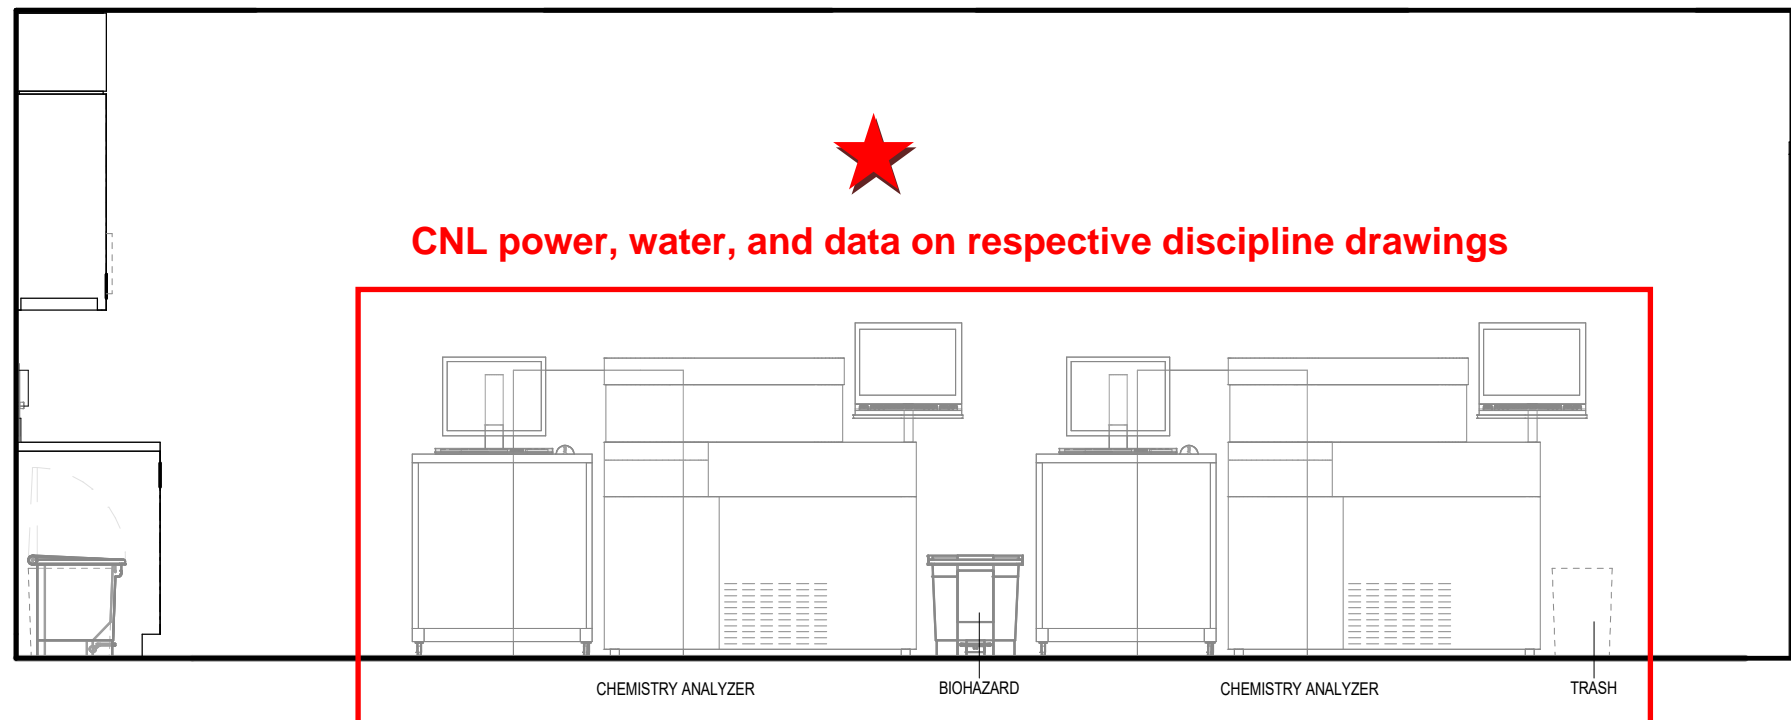 CNL power, water, and data on respective discipline drawings
CHEMISTRY ANALYZER
BIOHAZARD
CHEMISTRY ANALYZER
TRASH